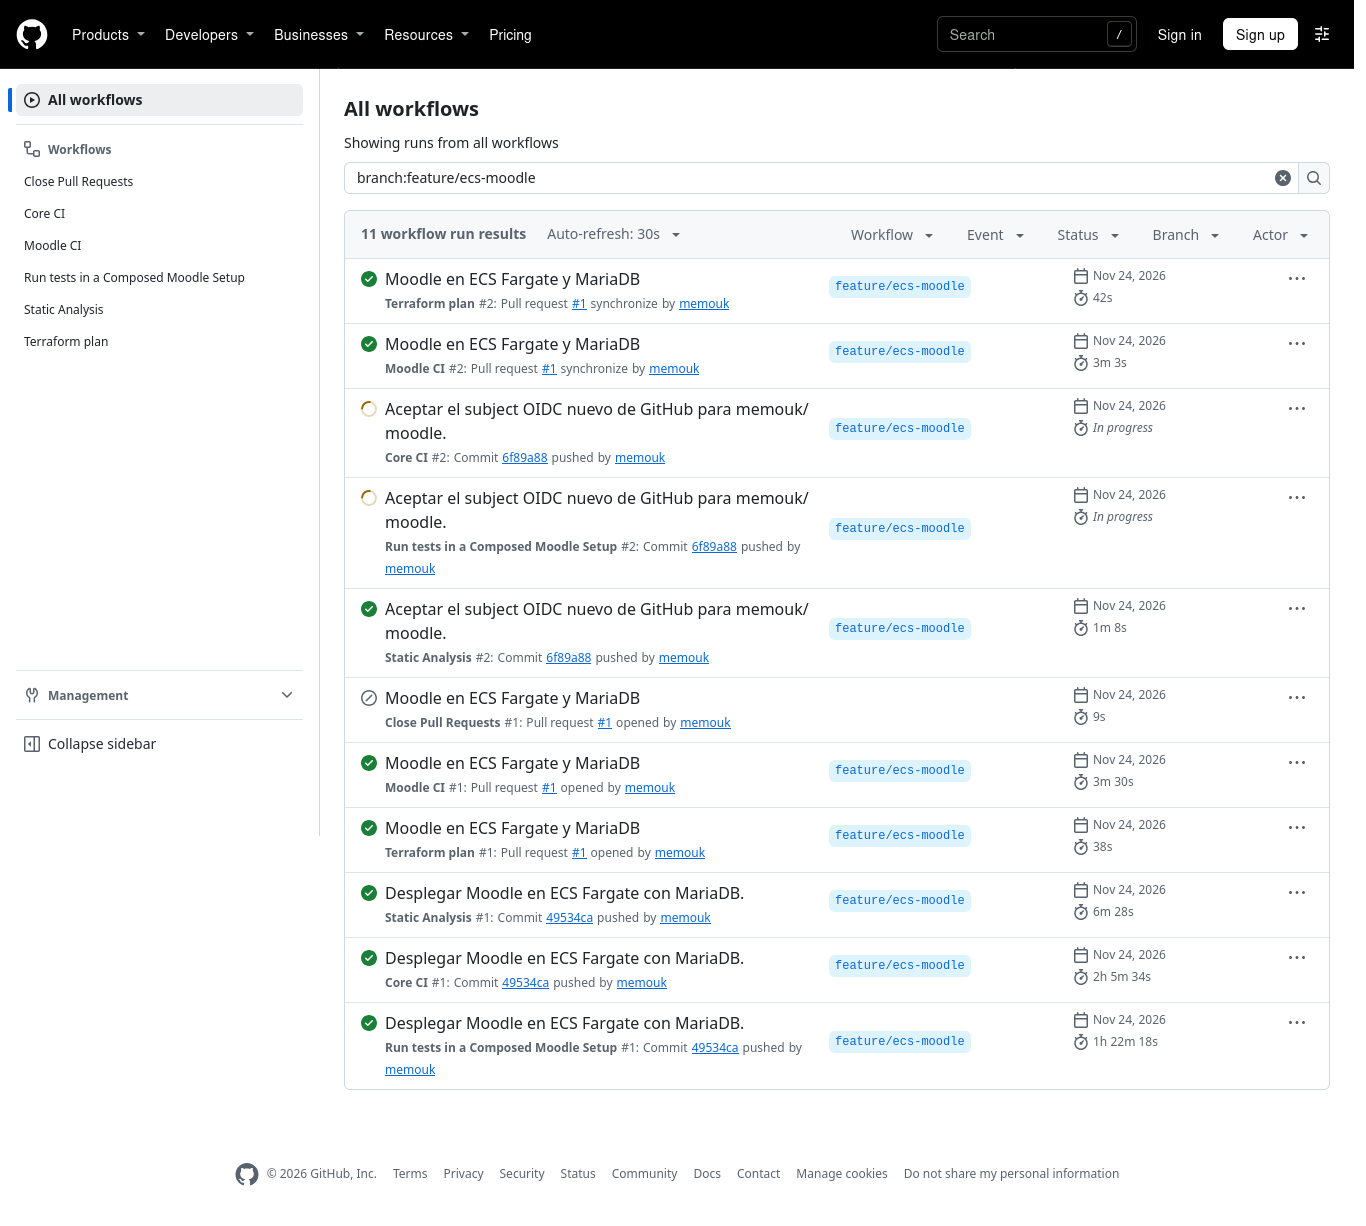 Products Developers Businesses Resources Pricing Search / Sign in Sign up
All workflows
Workflows
Close Pull Requests
Core CI
Moodle CI
Run tests in a Composed Moodle Setup
Static Analysis
Terraform plan
Management
Collapse sidebar
All workflows
Showing runs from all workflows
branch:feature/ecs-moodle
11 workflow run results Auto-refresh: 30s Workflow Event Status Branch Actor
Moodle en ECS Fargate y MariaDB
Terraform plan #2: Pull request #1 synchronize by memouk
feature/ecs-moodle
Nov 24, 2026
42s
Moodle en ECS Fargate y MariaDB
Moodle CI #2: Pull request #1 synchronize by memouk
feature/ecs-moodle
Nov 24, 2026
3m 3s
Aceptar el subject OIDC nuevo de GitHub para memouk/
moodle.
Core CI #2: Commit 6f89a88 pushed by memouk
feature/ecs-moodle
Nov 24, 2026
In progress
Aceptar el subject OIDC nuevo de GitHub para memouk/
moodle.
Run tests in a Composed Moodle Setup #2: Commit 6f89a88 pushed by
memouk
feature/ecs-moodle
Nov 24, 2026
In progress
Aceptar el subject OIDC nuevo de GitHub para memouk/
moodle.
Static Analysis #2: Commit 6f89a88 pushed by memouk
feature/ecs-moodle
Nov 24, 2026
1m 8s
Moodle en ECS Fargate y MariaDB
Close Pull Requests #1: Pull request #1 opened by memouk
Nov 24, 2026
9s
Moodle en ECS Fargate y MariaDB
Moodle CI #1: Pull request #1 opened by memouk
feature/ecs-moodle
Nov 24, 2026
3m 30s
Moodle en ECS Fargate y MariaDB
Terraform plan #1: Pull request #1 opened by memouk
feature/ecs-moodle
Nov 24, 2026
38s
Desplegar Moodle en ECS Fargate con MariaDB.
Static Analysis #1: Commit 49534ca pushed by memouk
feature/ecs-moodle
Nov 24, 2026
6m 28s
Desplegar Moodle en ECS Fargate con MariaDB.
Core CI #1: Commit 49534ca pushed by memouk
feature/ecs-moodle
Nov 24, 2026
2h 5m 34s
Desplegar Moodle en ECS Fargate con MariaDB.
Run tests in a Composed Moodle Setup #1: Commit 49534ca pushed by
memouk
feature/ecs-moodle
Nov 24, 2026
1h 22m 18s
© 2026 GitHub, Inc. Terms Privacy Security Status Community Docs Contact Manage cookies Do not share my personal information